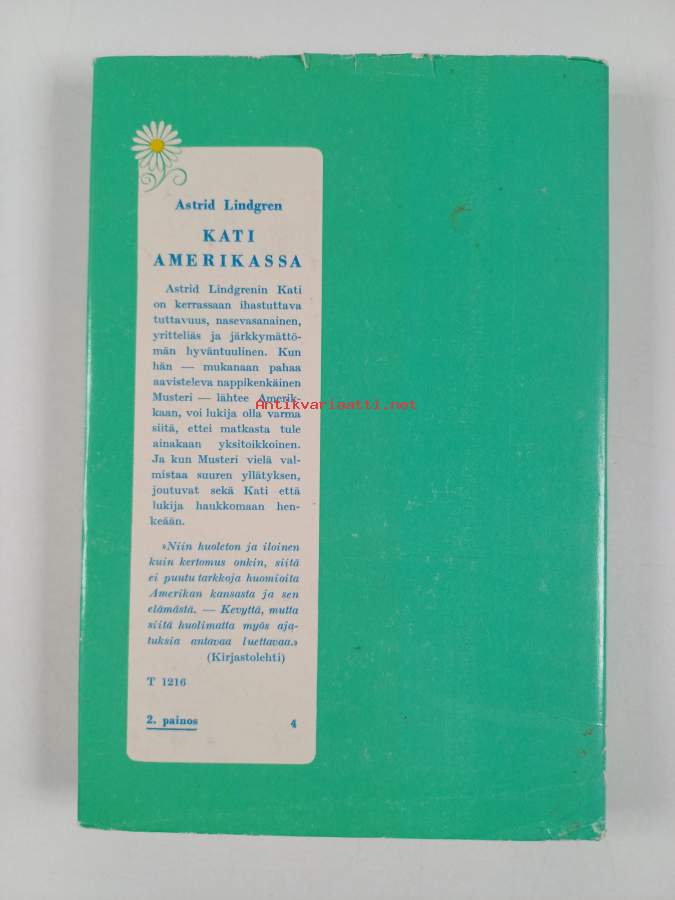 Astrid Lindgren
KATI
AMERIKASSA
Astrid Lindgrenin Kati
on kerrassaan ihastuttava
tuttavuus, nasevasanainen,
yritteliäs ja järkkymättö-
män hyväntuulinen. Kun
hän — mukanaan pahaa
aavisteleva nappikenkäinen
Musteri — lähtee Amerik-
Antikvariaatti.net
kaan, voi lukija olla varma
siitä, ettei matkasta tule
ainakaan yksitoikkoinen.
Ja kun Musteri vielä val-
mistaa suuren yllätyksen,
joutuvat sekä Kati että
lukija haukkomaan hen-
keään.
»Niin huoleton ja iloinen
kuin kertomus onkin, siitä
ei puutu tarkkoja huomioita
Amerikan kansasta ja sen
elämästä. — Kevyttä, mutta
siitä huolimatta myös aja-
tuksia antavaa luettavaa.»
(Kirjastolehti)
T 1216
2. painos 4